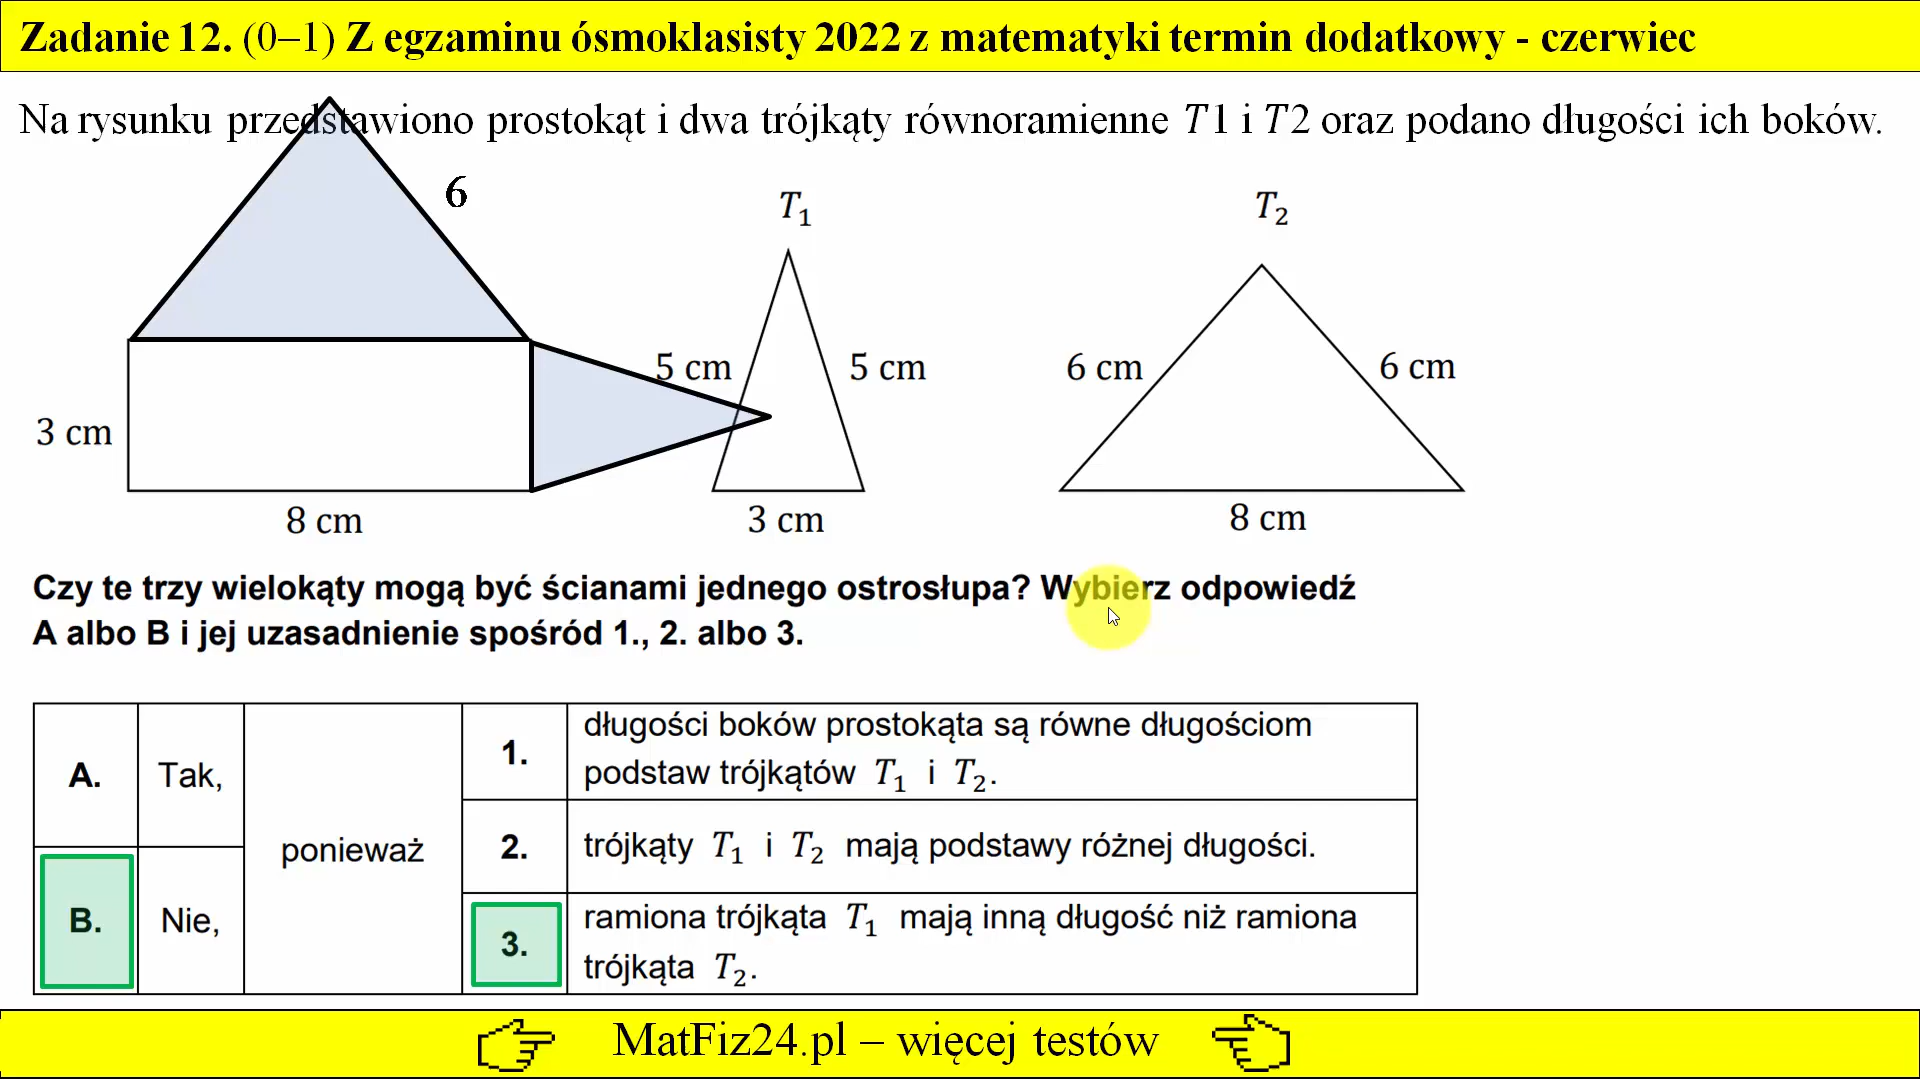 Zadanie 12. (0–1) Z egzaminu ósmoklasisty 2022 z matematyki termin dodatkowy - czerwiec
Na rysunku przedstawiono prostokąt i dwa trójkąty równoramienne T1 i T2 oraz podano długości ich boków.
6
T₁
T₂
5 cm
5 cm
6 cm
6 cm
3 cm
8 cm
3 cm
8 cm
Czy te trzy wielokąty mogą być ścianami jednego ostrosłupa? Wybierz odpowiedź
A albo B i jej uzasadnienie spośród 1., 2. albo 3.
A.
Tak,
B.
Nie,
ponieważ
1.
długości boków prostokąta są równe długościom
podstaw trójkątów T₁ i T₂.
2.
trójkąty T₁ i T₂ mają podstawy różnej długości.
3.
ramiona trójkąta T₁ mają inną długość niż ramiona
trójkąta T₂.
MatFiz24.pl – więcej testów